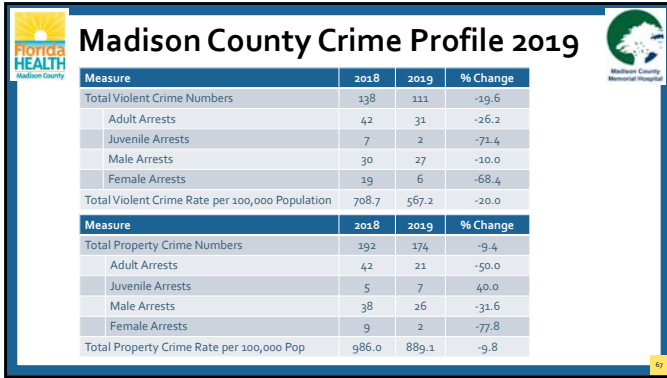 Florida
HEALTH
Madison County
Madison County Crime Profile 2019
Madison County
Memorial Hospital
Measure 2018 2019 % Change
Total Violent Crime Numbers 138 111 -19.6
Adult Arrests 42 31 -26.2
Juvenile Arrests 7 2 -71.4
Male Arrests 30 27 -10.0
Female Arrests 19 6 -68.4
Total Violent Crime Rate per 100,000 Population 708.7 567.2 -20.0
Measure 2018 2019 % Change
Total Property Crime Numbers 192 174 -9.4
Adult Arrests 42 21 -50.0
Juvenile Arrests 5 7 40.0
Male Arrests 38 26 -31.6
Female Arrests 9 2 -77.8
Total Property Crime Rate per 100,000 Pop 986.0 889.1 -9.8
67